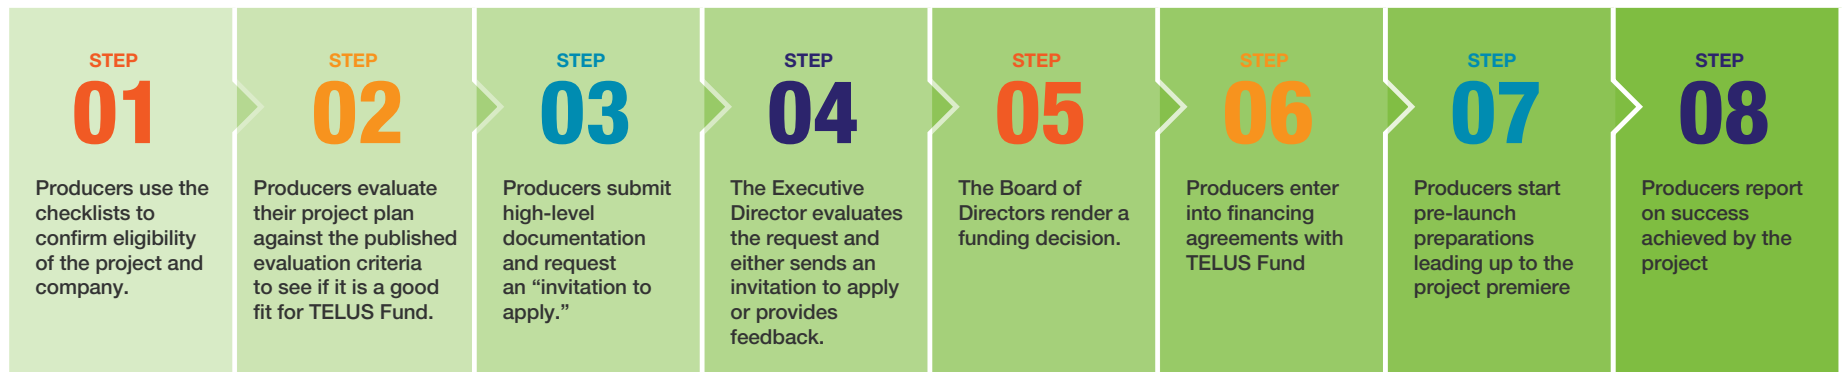 STEP
01
Producers use the
checklists to
confirm eligibility
of the project and
company.
STEP
02
Producers evaluate
their project plan
against the published
evaluation criteria
to see if it is a good
fit for TELUS Fund.
STEP
03
Producers submit
high-level
documentation
and request
an “invitation to
apply.”
STEP
04
The Executive
Director evaluates
the request and
either sends an
invitation to apply
or provides
feedback.
STEP
05
The Board of
Directors render a
funding decision.
STEP
06
Producers enter
into financing
agreements with
TELUS Fund
STEP
07
Producers start
pre-launch
preparations
leading up to the
project premiere
STEP
08
Producers report
on success
achieved by the
project